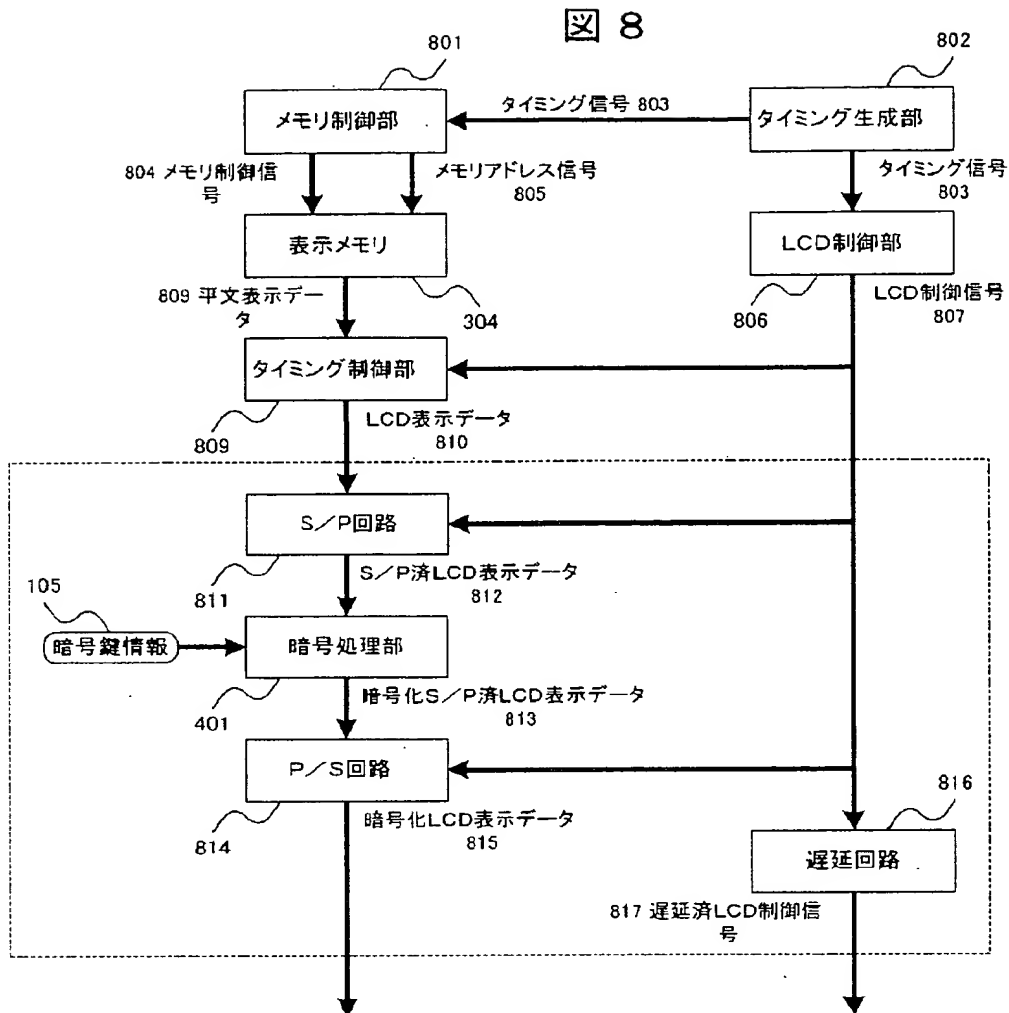 図 8
801
802
メモリ制御部
タイミング信号 803
タイミング生成部
804 メモリ制御信
号
メモリアドレス信号
805
タイミング信号
803
表示メモリ
LCD制御部
809 平文表示デー
タ
304
806
LCD制御信号
807
タイミング制御部
809
LCD表示データ
810
S/P回路
811
S/P済LCD表示データ
812
105
暗号鍵情報
暗号処理部
401
暗号化S/P済LCD表示データ
813
P/S回路
814
暗号化LCD表示データ
815
816
遅延回路
817 遅延済LCD制御信
号